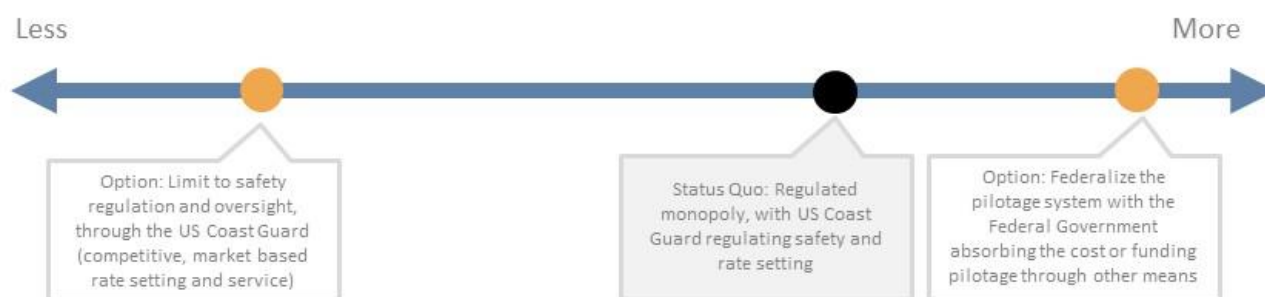 Less
More
Option: Limit to safety
regulation and oversight,
through the US Coast Guard
(competitive, market based
rate setting and service)
Status Quo: Regulated
monopoly, with US Coast
Guard regulating safety and
rate setting
Option: Federalize the
pilotage system with the
Federal Government
absorbing the cost or funding
pilotage through other means